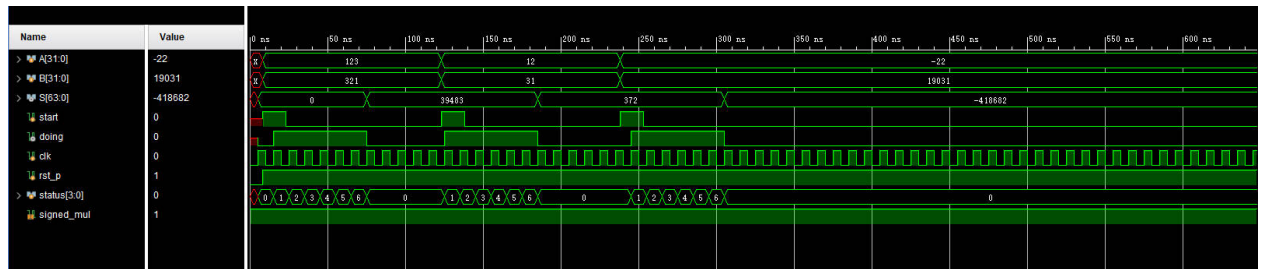 Name Value 0 ns 50 ns 100 ns 150 ns 200 ns 250 ns 300 ns 350 ns 400 ns 450 ns 500 ns 550 ns 600 ns
> A[31:0] -22 X 123 12 -22
> B[31:0] 19031 X 321 31 19031
> S[63:0] -418682 0 39483 372 -418682
start 0
doing 0
clk 0
rst_p 1
> status[3:0] 0 0 1 2 3 4 5 6 0 1 2 3 4 5 6 0 1 2 3 4 5 6 0
signed_mul 1